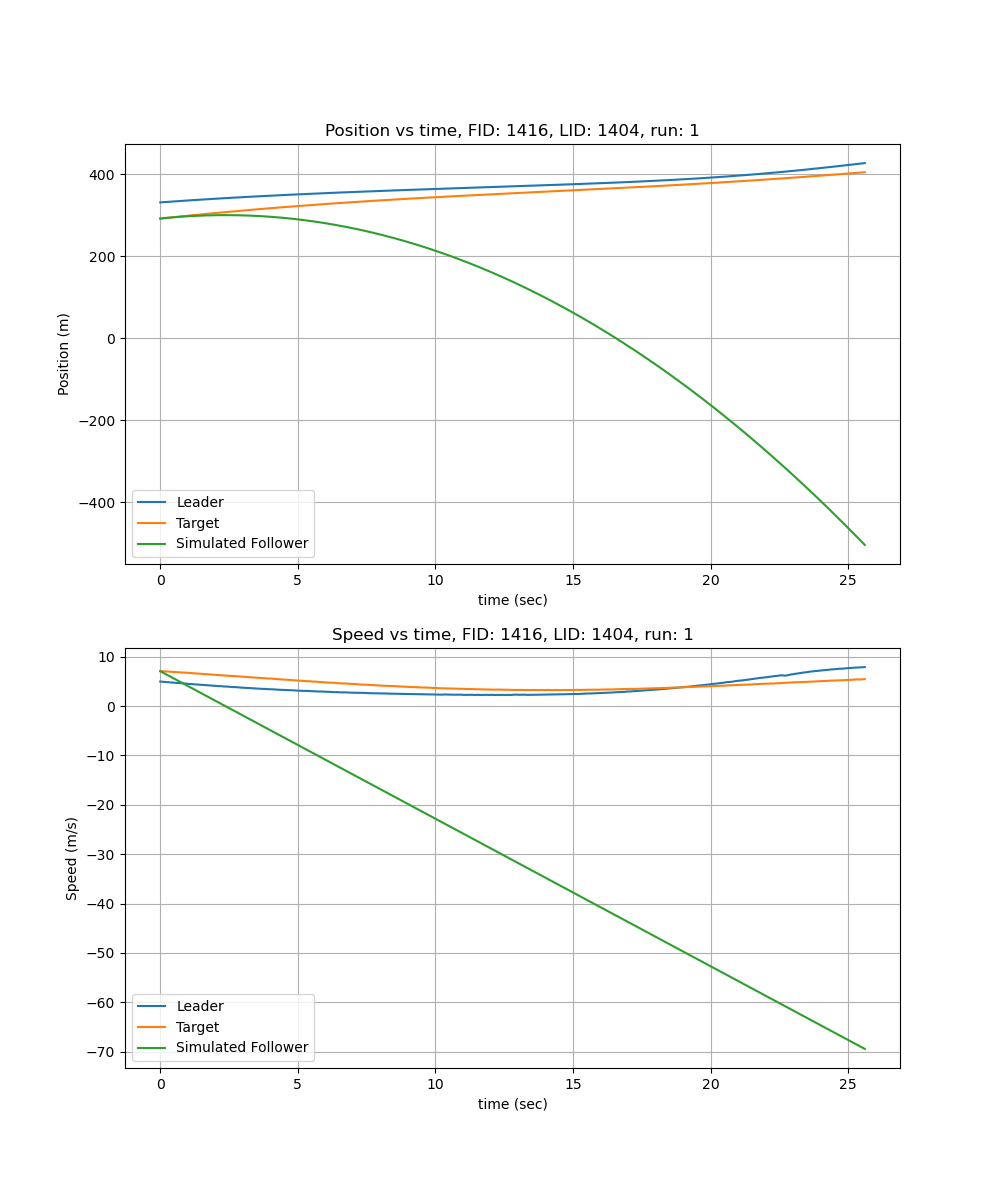 Position vs time, FID: 1416, LID: 1404, run: 1
400
200
0
−200
−400
Position (m)
Leader
Target
Simulated Follower
0 5 10 15 20 25
time (sec)
Speed vs time, FID: 1416, LID: 1404, run: 1
10
0
−10
−20
−30
−40
−50
−60
−70
Speed (m/s)
Leader
Target
Simulated Follower
0 5 10 15 20 25
time (sec)